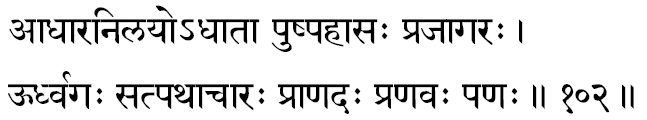 आधारनिलयोऽधाता पुष्पहासः प्रजागरः ।
ऊर्ध्वगः सत्पथाचारः प्राणदः प्रणवः पणः ॥ १०२ ॥